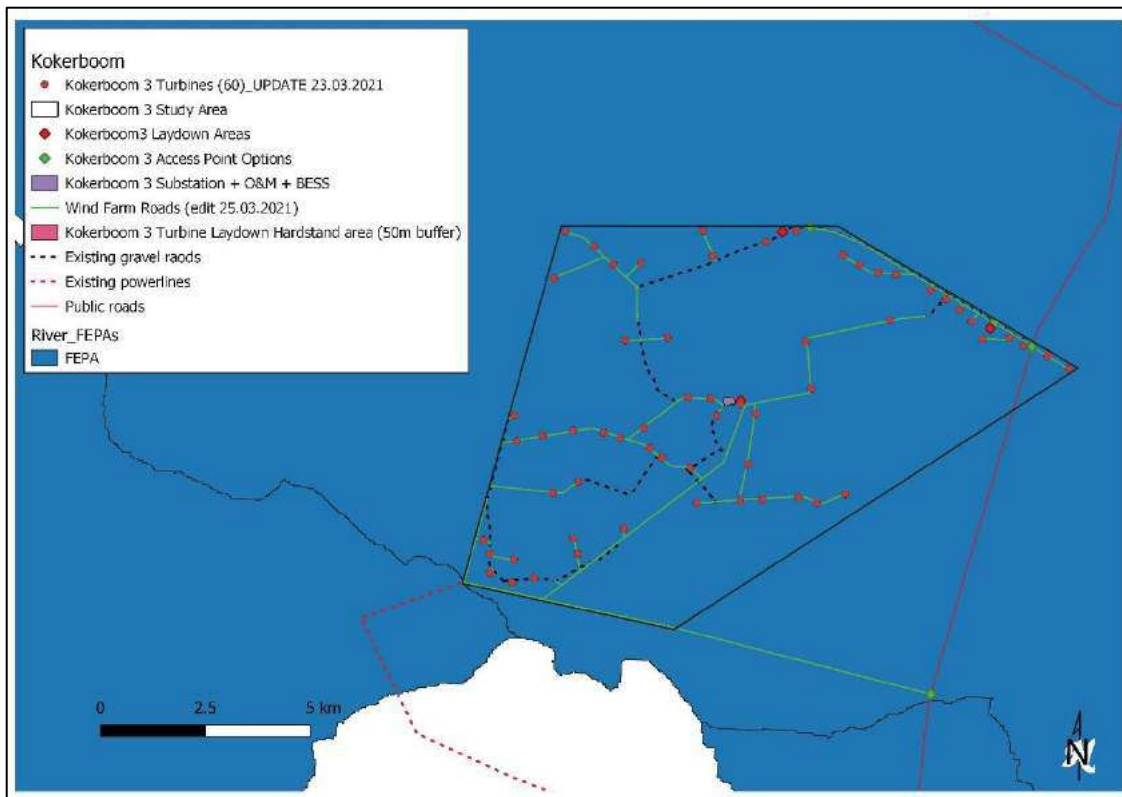 Kokerboom
Kokerboom 3 Turbines (60)_UPDATE 23.03.2021
Kokerboom 3 Study Area
Kokerboom3 Laydown Areas
Kokerboom 3 Access Point Options
Kokerboom 3 Substation + O&M + BESS
Wind Farm Roads (edit 25.03.2021)
Kokerboom 3 Turbine Laydown Hardstand area (50m buffer)
Existing gravel raods
Existing powerlines
Public roads
River_FEPAs
FEPA
0 2.5 5 km
N